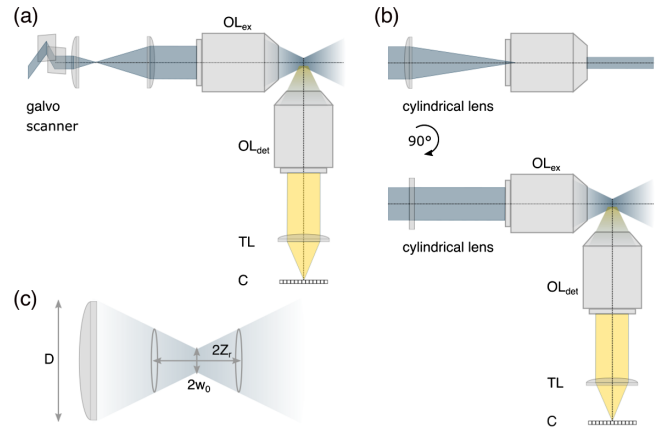 (a)
OLex
galvo
scanner
OLdet
TL
C
(b)
cylindrical lens
90°
OLex
cylindrical lens
OLdet
TL
C
(c)
D
2Zr
2w0